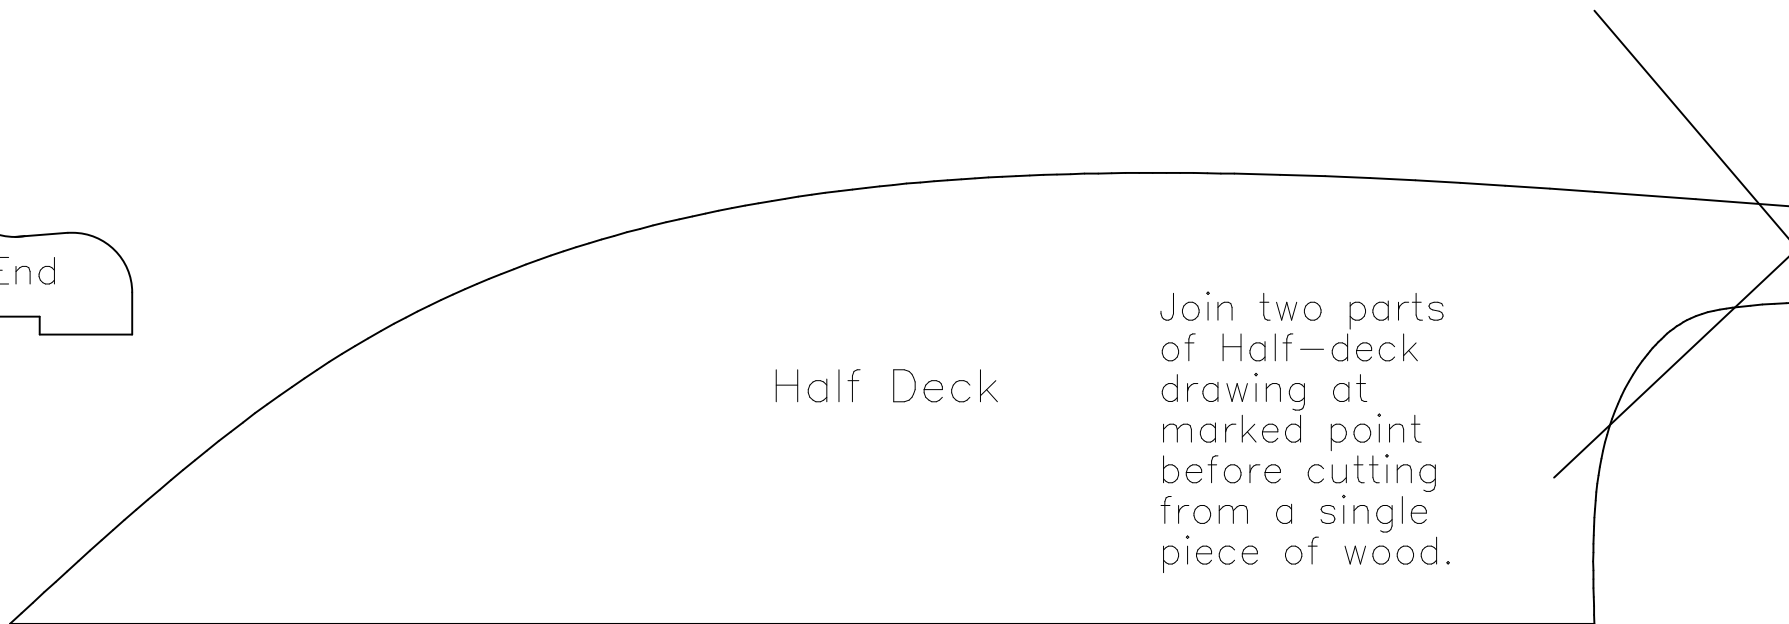 End
Half Deck
Join two parts
of Half-deck
drawing at
marked point
before cutting
from a single
piece of wood.